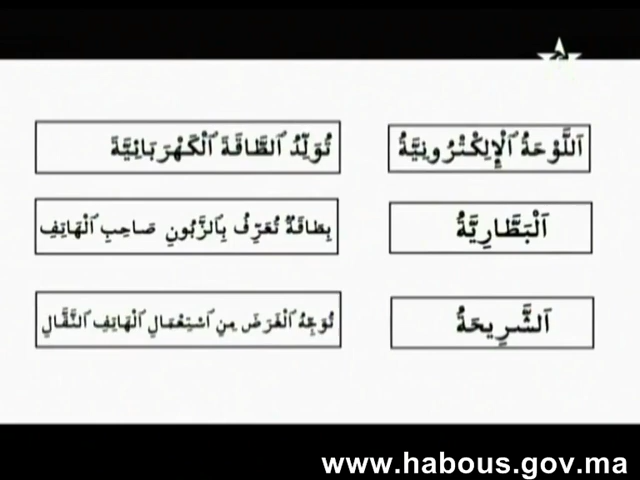 اَللَّوْحَةُ اَلْإِلِكْتْرُونِيَّةُ
تُوَلِّدُ اَلطَّاقَةَ اَلْكَهْرَبَائِيَّةَ
اَلْبَطَّارِيَّةُ
بِطَاقَةٌ تُعَرِّفُ بِالزَّبُونِ صَاحِبِ اَلْهَاتِفِ
اَلشَّرِيحَةُ
تُوَجِّهُ اَلْغَرَضَ مِنِ اَسْتِعْمَالِ اَلْهَاتِفِ اَلنَّقَّالِ
www.habous.gov.ma